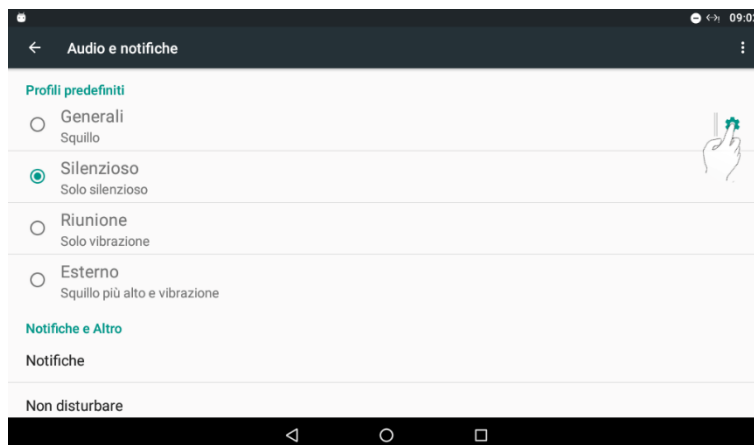 09:02
Audio e notifiche
Profili predefiniti
Generali
Squillo
Silenzioso
Solo silenzioso
Riunione
Solo vibrazione
Esterno
Squillo più alto e vibrazione
Notifiche e Altro
Notifiche
Non disturbare